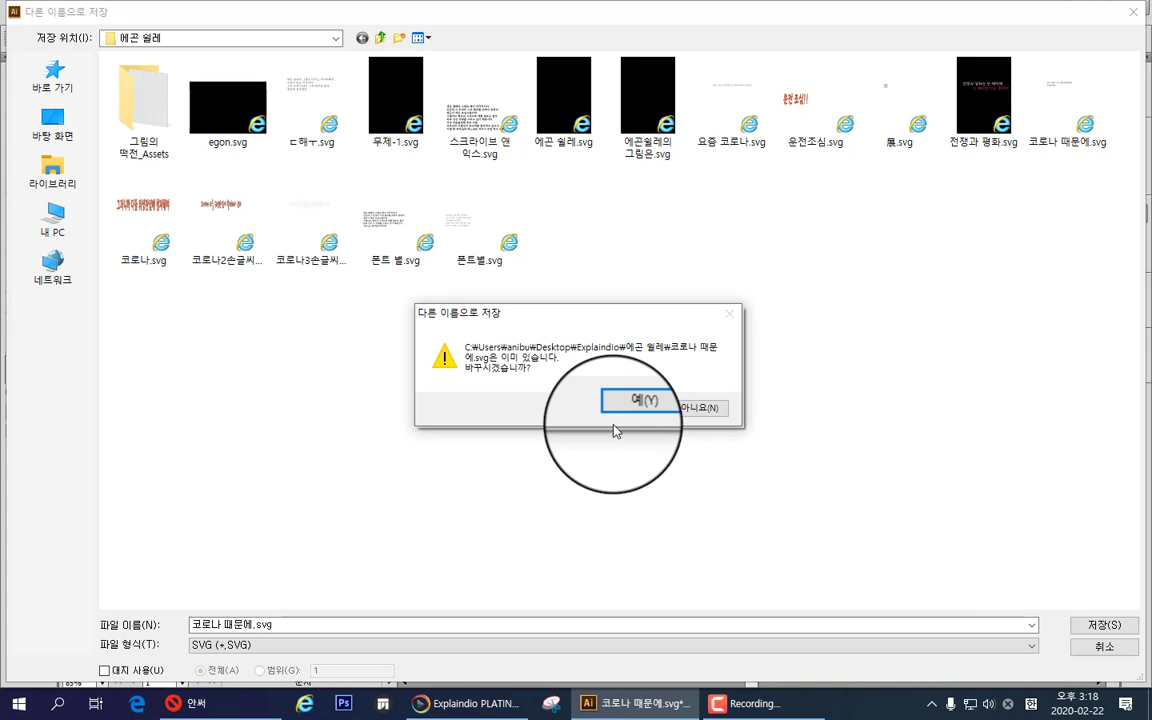 다른 이름으로 저장
저장 위치(I):
에곤 쉴레
바로 가기
바탕 화면
라이브러리
내 PC
네트워크
그림의
떡전_Assets
egon.svg
ㄷ해ㅜ.svg
무제-1.svg
스크라이브 앤
믹스.svg
에곤 쉴레.svg
에곤쉴레의
그림은.svg
요즘 코로나.svg
운전 조심!!
운전조심.svg
展.svg
전쟁과 평화.svg
코로나 때문에.svg
코로나.svg
코로나2손글씨...
코로나3손글씨...
폰트 별.svg
폰트별.svg
다른 이름으로 저장
C:₩Users₩anibu₩Desktop₩Explaindio₩에곤 쉴레₩코로나 때문
에.svg은 이미 있습니다.
바꾸시겠습니까?
예(Y)
아니요(N)
파일 이름(N):
코로나 때문에.svg
저장(S)
파일 형식(T):
SVG (*.SVG)
취소
대지 사용(U)
전체(A)
범위(G):
1
안써
Ps
Explaindio PLATIN...
Ai
코로나 때문에.svg*...
Recording...
한
오후 3:18
2020-02-22